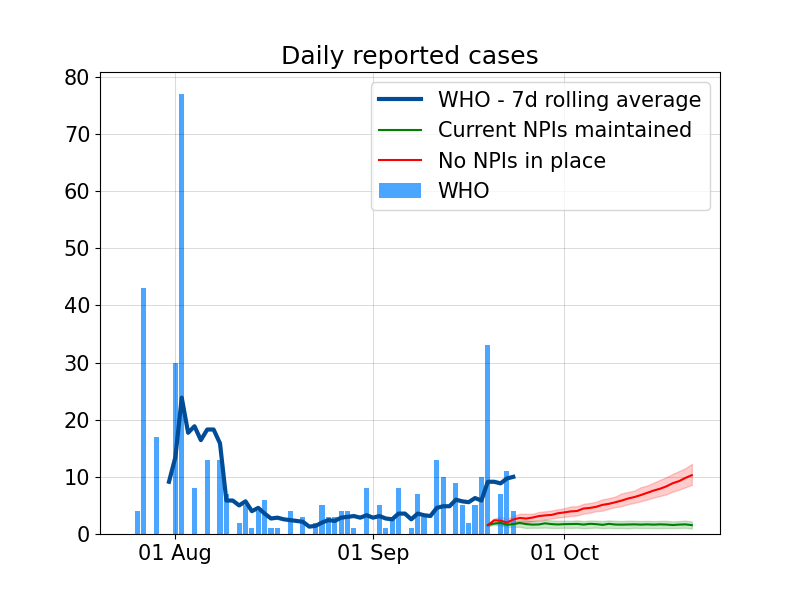 Daily reported cases
WHO - 7d rolling average
Current NPIs maintained
No NPIs in place
WHO
80
70
60
50
40
30
20
10
0
01 Aug
01 Sep
01 Oct